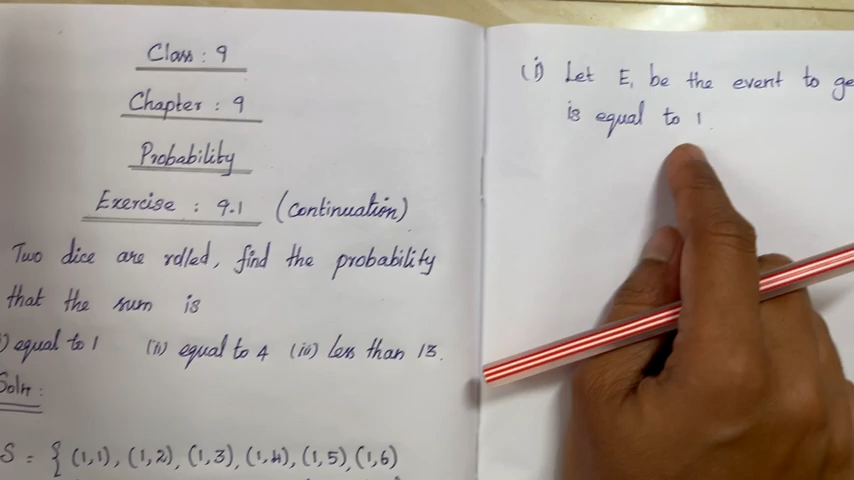 Class : 9
Chapter : 9
Probability
Exercise : 9.1 (continuation)
Two dice are rolled, find the probability
that the sum is
) equal to 1 (ii) equal to 4 (iii) less than 13.
Soln :
S = { (1,1), (1,2), (1,3), (1,4), (1,5), (1,6)
(i) Let E, be the event to ge
is equal to 1.